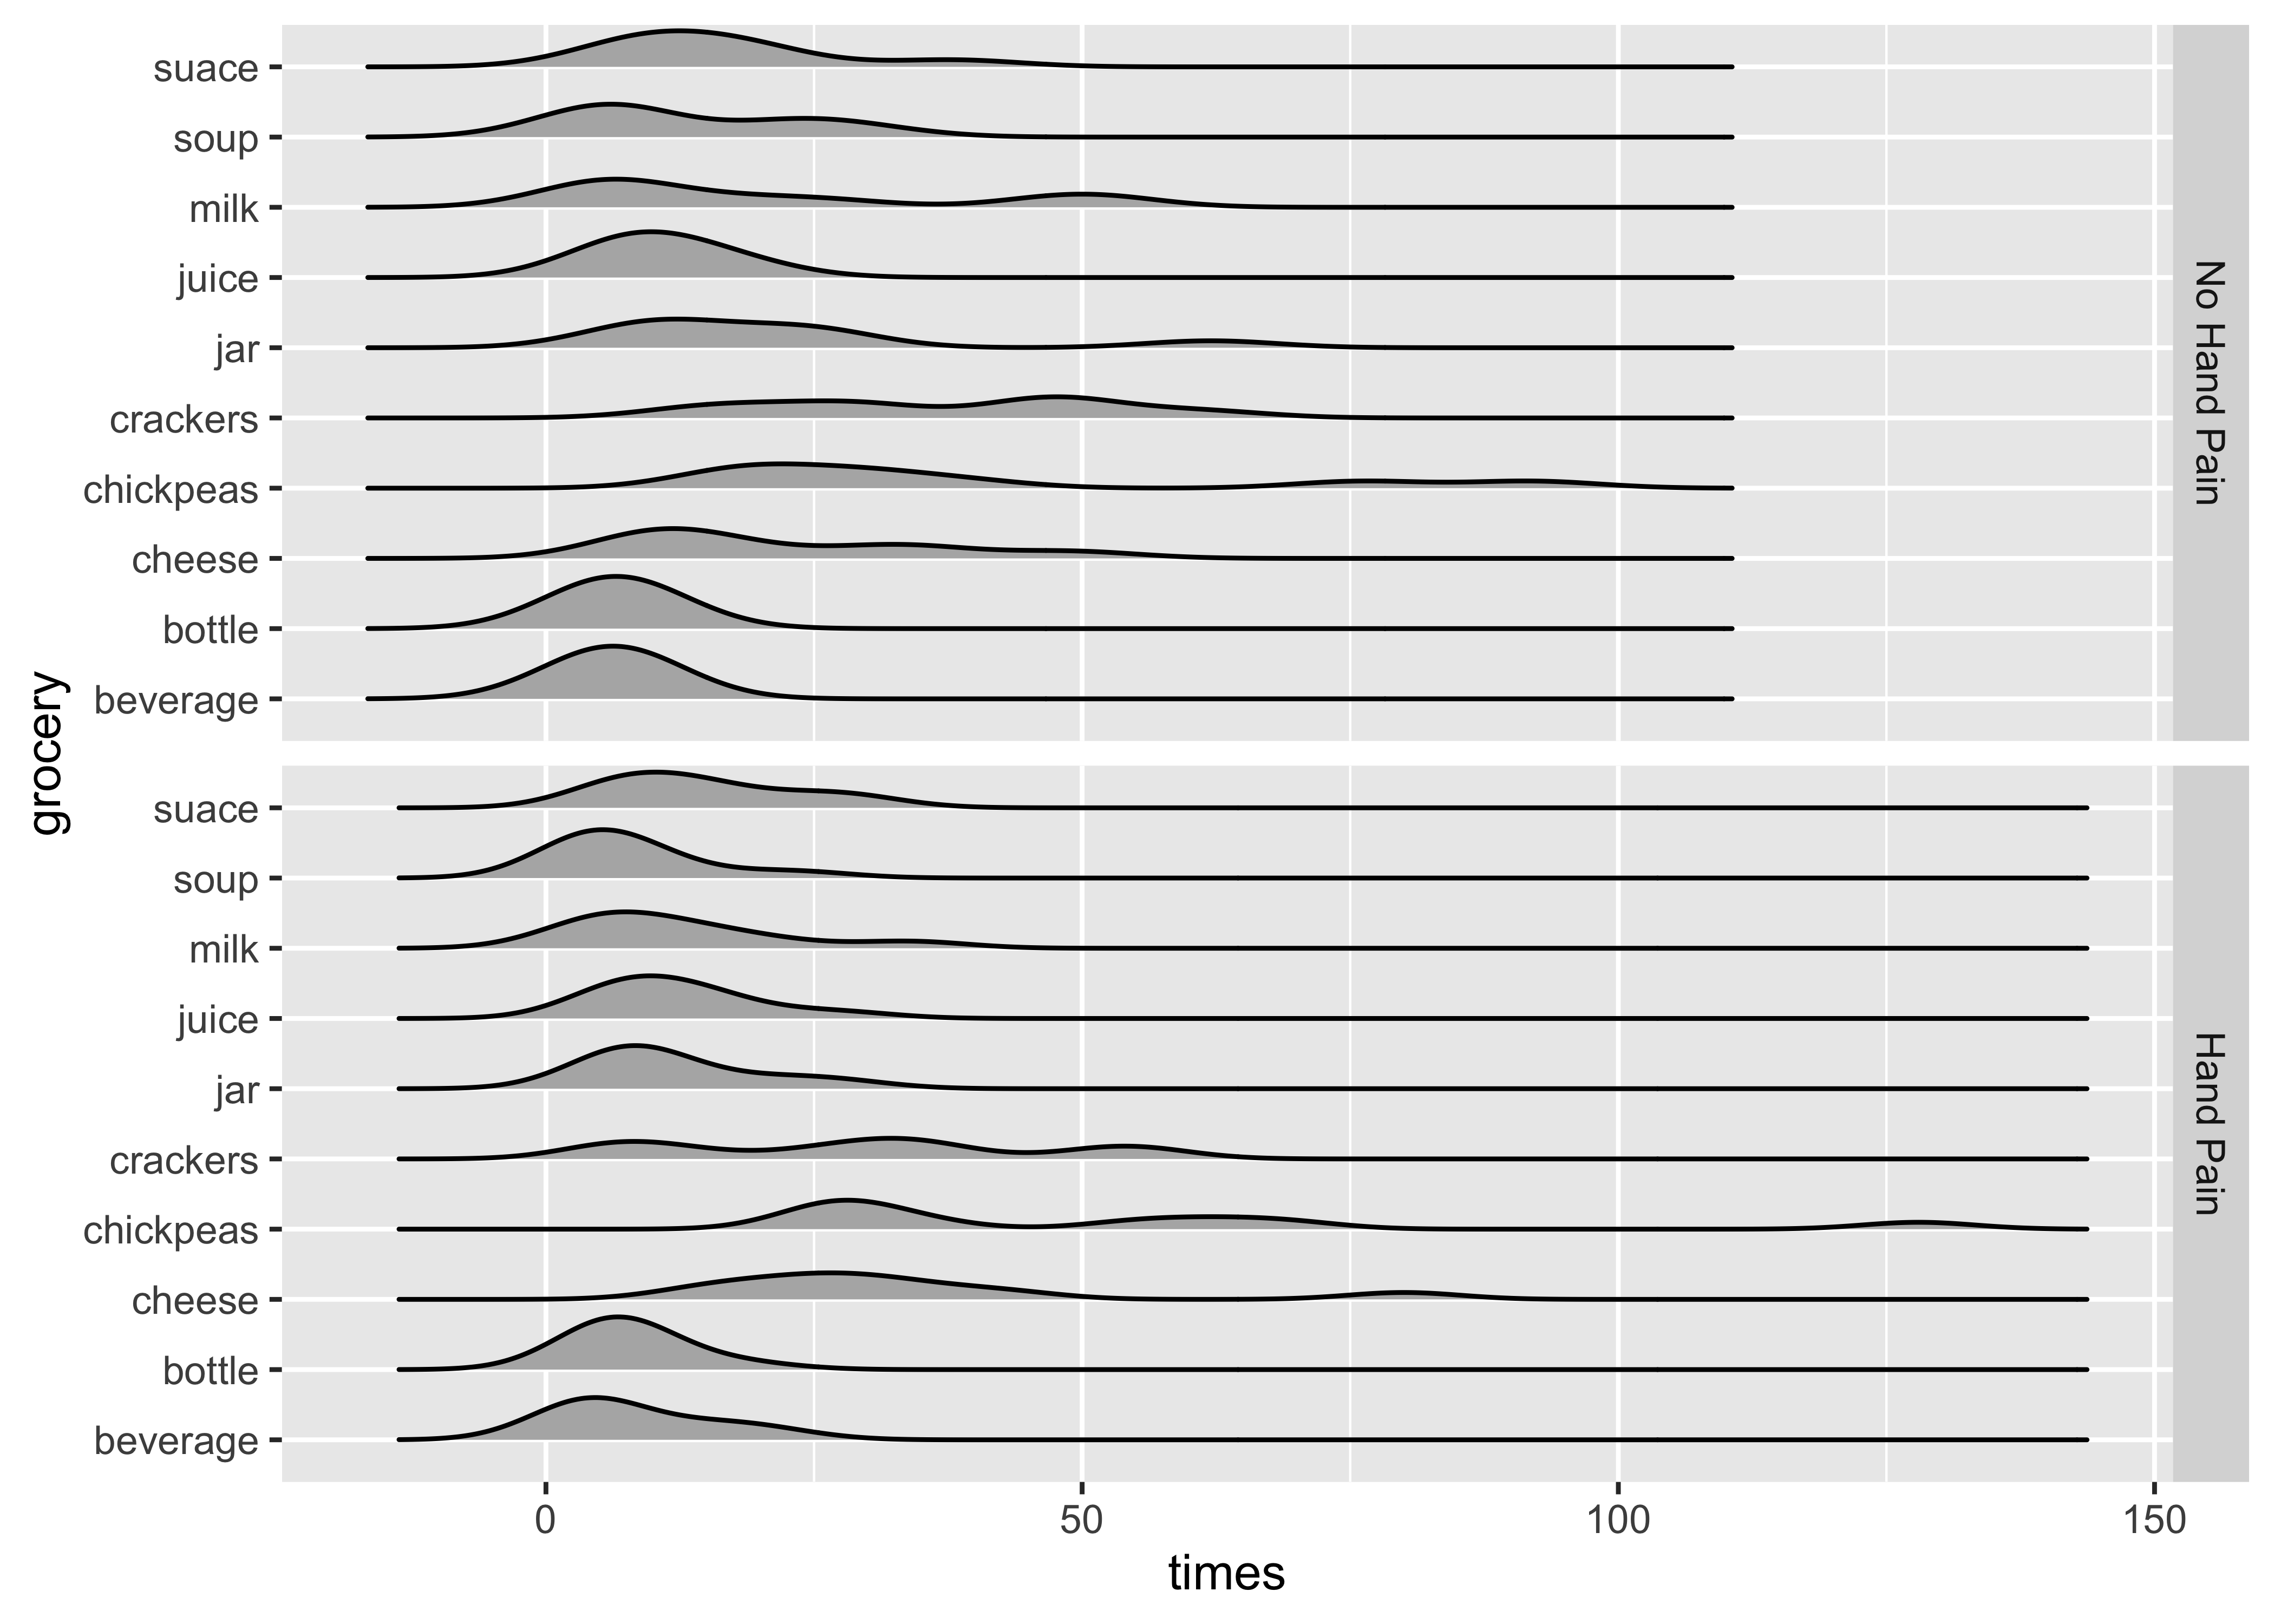 grocery
suace
soup
milk
juice
jar
crackers
chickpeas
cheese
bottle
beverage
No Hand Pain
suace
soup
milk
juice
jar
crackers
chickpeas
cheese
bottle
beverage
Hand Pain
0 50 100 150
times